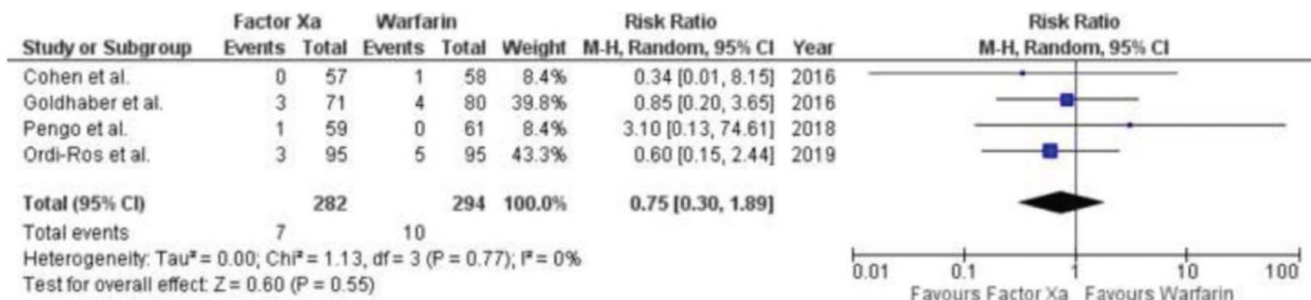 Factor Xa Warfarin Risk Ratio Risk Ratio
Study or Subgroup Events Total Events Total Weight M-H, Random, 95% CI Year M-H, Random, 95% CI
Cohen et al. 0 57 1 58 8.4% 0.34 [0.01, 8.15] 2016
Goldhaber et al. 3 71 4 80 39.8% 0.85 [0.20, 3.65] 2016
Pengo et al. 1 59 0 61 8.4% 3.10 [0.13, 74.61] 2018
Ordi-Ros et al. 3 95 5 95 43.3% 0.60 [0.15, 2.44] 2019
Total (95% CI) 282 294 100.0% 0.75 [0.30, 1.89]
Total events 7 10
Heterogeneity: Tau² = 0.00; Chi² = 1.13, df = 3 (P = 0.77); I² = 0%
Test for overall effect: Z = 0.60 (P = 0.55)
0.01 0.1 1 10 100
Favours Factor Xa Favours Warfarin